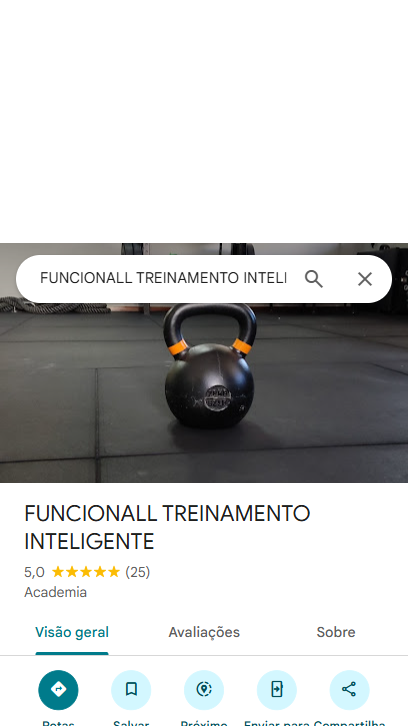 FUNCIONALL TREINAMENTO INTELI
FUNCIONALL TREINAMENTO
INTELIGENTE
5,0 ★★★★★ (25)
Academia
Visão geral Avaliações Sobre
Rotas Salvar Próximo Enviar para Compartilha